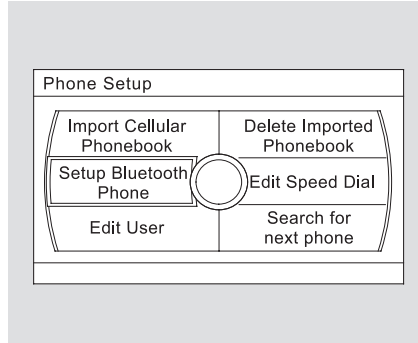 Phone Setup
Import Cellular
Phonebook
Delete Imported
Phonebook
Setup Bluetooth
Phone
Edit Speed Dial
Edit User
Search for
next phone